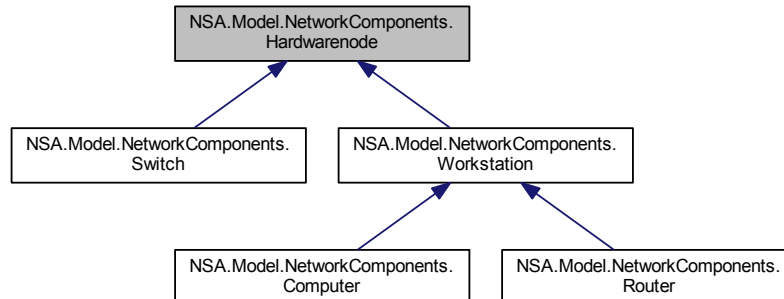 NSA.Model.NetworkComponents.
Hardwarenode
NSA.Model.NetworkComponents.
Switch
NSA.Model.NetworkComponents.
Workstation
NSA.Model.NetworkComponents.
Computer
NSA.Model.NetworkComponents.
Router